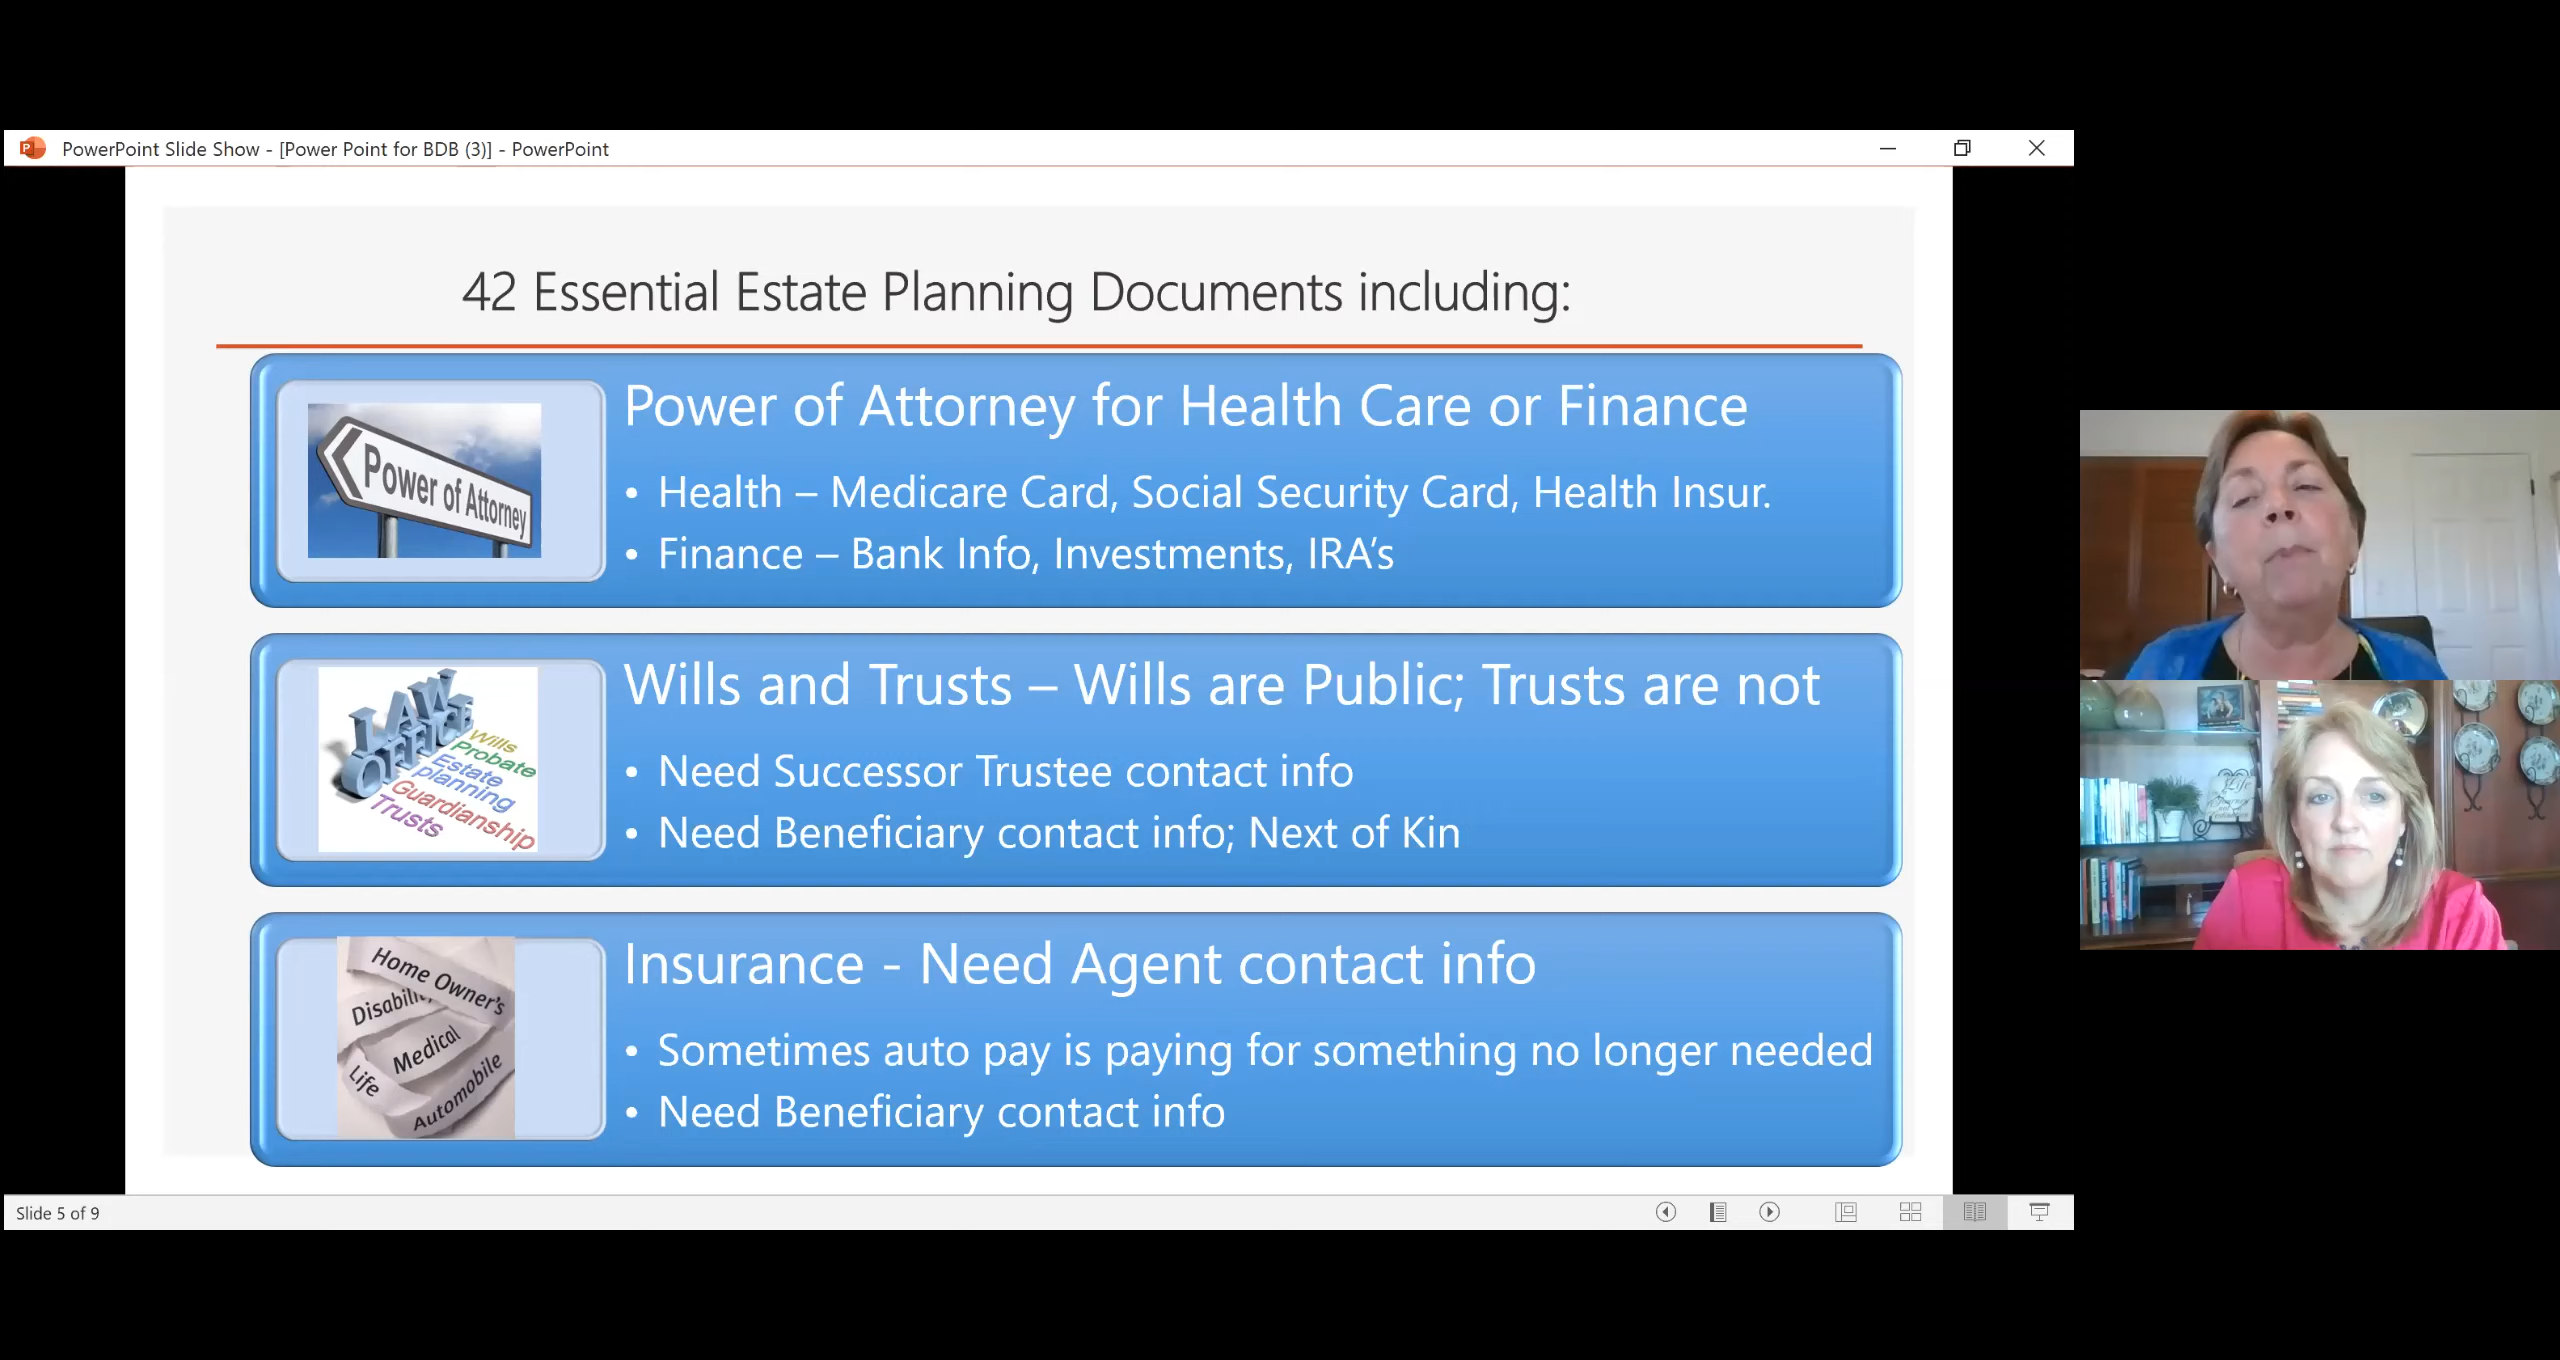 PowerPoint Slide Show - [Power Point for BDB (3)] - PowerPoint
42 Essential Estate Planning Documents including:
Power of Attorney
Power of Attorney for Health Care or Finance
• Health – Medicare Card, Social Security Card, Health Insur.
• Finance – Bank Info, Investments, IRA's
LAW
OFFICE
Wills
Probate
Estate
planning
Guardianship
Trusts
Wills and Trusts – Wills are Public; Trusts are not
• Need Successor Trustee contact info
• Need Beneficiary contact info; Next of Kin
Home Owner's
Medical
Life
Automobile
Insurance - Need Agent contact info
• Sometimes auto pay is paying for something no longer needed
• Need Beneficiary contact info
Slide 5 of 9